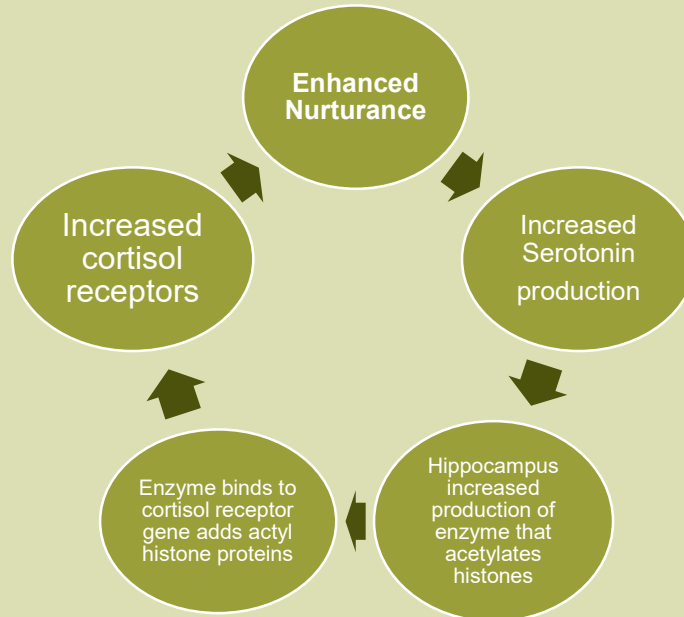 Enhanced
Nurturance
Increased
Serotonin
production
Hippocampus
increased
production of
enzyme that
acetylates
histones
Enzyme binds to
cortisol receptor
gene adds actyl
histone proteins
Increased
cortisol
receptors